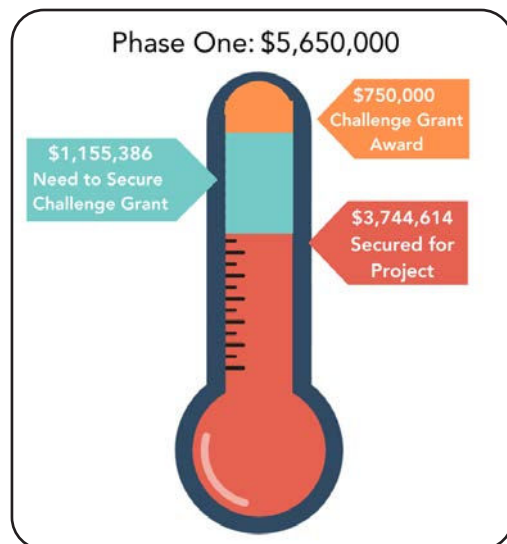 Phase One: $5,650,000
$750,000
Challenge Grant
Award
$1,155,386
Need to Secure
Challenge Grant
$3,744,614
Secured for
Project